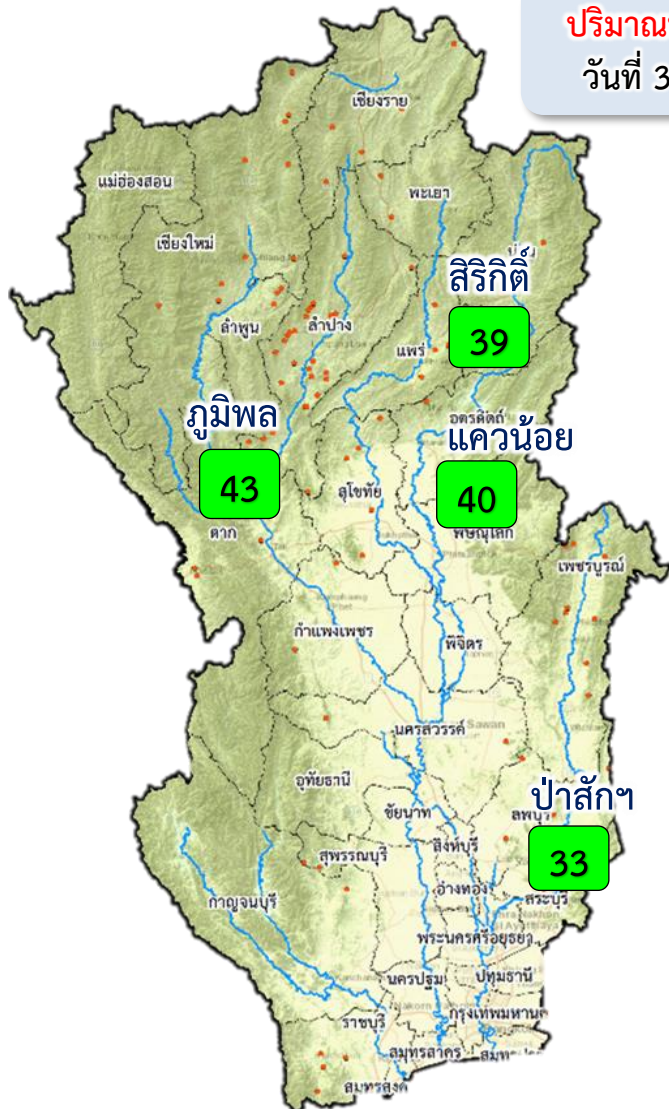 ปริมาณ
วันที่ 3
เชียงราย
แม่ฮ่องสอน
พะเยา
เชียงใหม่
น่าน
สิริกิติ์
39
ลำพูน
ลำปาง
แพร่
ภูมิพล
43
อุตรดิตถ์
แควน้อย
40
สุโขทัย
ตาก
พิษณุโลก
เพชรบูรณ์
กำแพงเพชร
พิจิตร
นครสวรรค์
Sawan
อุทัยธานี
ป่าสักฯ
33
ชัยนาท
ลพบุรี
สิงห์บุรี
สุพรรณบุรี
อ่างทอง
สระบุรี
กาญจนบุรี
พระนครศรีอยุธยา
นครปฐม
ปทุมธานี
ราชบุรี
กรุงเทพมหานค
สมุทรสาคร
สมุทร
สมุทรสงค